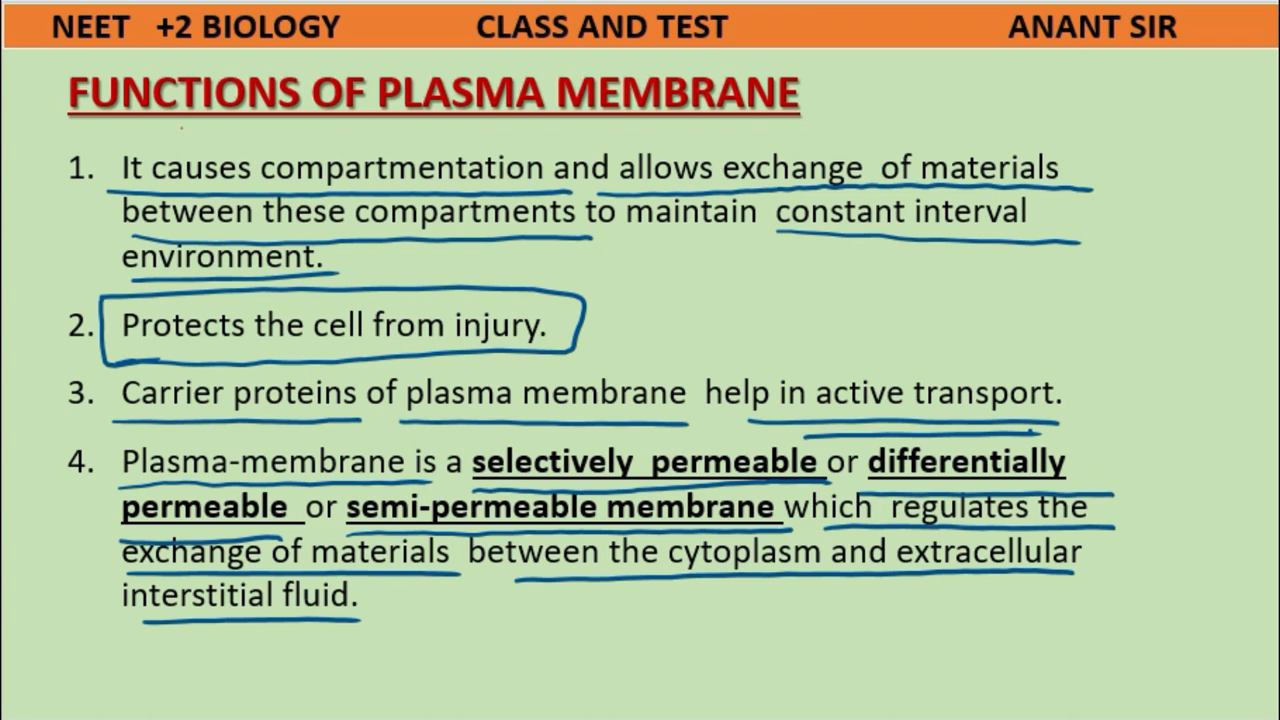 NEET +2 BIOLOGY CLASS AND TEST ANANT SIR
FUNCTIONS OF PLASMA MEMBRANE
1. It causes compartmentation and allows exchange of materials
between these compartments to maintain constant interval
environment.
2. Protects the cell from injury.
3. Carrier proteins of plasma membrane help in active transport.
4. Plasma-membrane is a selectively permeable or differentially
permeable or semi-permeable membrane which regulates the
exchange of materials between the cytoplasm and extracellular
interstitial fluid.